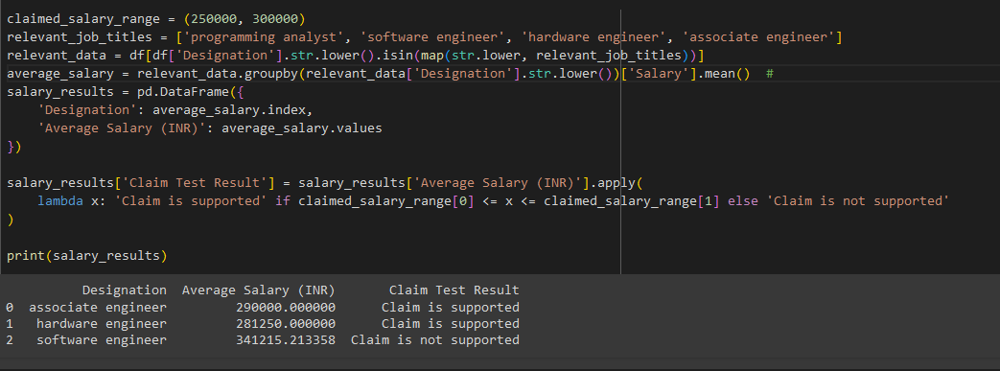 claimed_salary_range = (250000, 300000)
relevant_job_titles = ['programming analyst', 'software engineer', 'hardware engineer', 'associate engineer']
relevant_data = df[df['Designation'].str.lower().isin(map(str.lower, relevant_job_titles))]
average_salary = relevant_data.groupby(relevant_data['Designation'].str.lower())['Salary'].mean()  #
salary_results = pd.DataFrame({
    'Designation': average_salary.index,
    'Average Salary (INR)': average_salary.values
})
salary_results['Claim Test Result'] = salary_results['Average Salary (INR)'].apply(
    lambda x: 'Claim is supported' if claimed_salary_range[0] <= x <= claimed_salary_range[1] else 'Claim is not supported'
)
print(salary_results)
          Designation  Average Salary (INR)       Claim Test Result
0  associate engineer         290000.000000      Claim is supported
1   hardware engineer         281250.000000      Claim is supported
2   software engineer         341215.213358  Claim is not supported